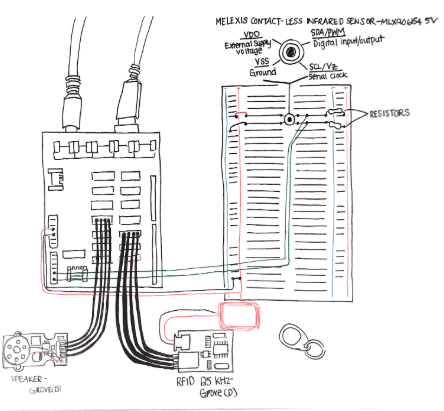 MELEXIS CONTACT-LESS INFRARED SENSOR-MLX90614 5V
VDD
External supply
voltage
SDA/PWM
Digital input/output
VSS
Ground
SCL/VZ
Serial clock
RESISTORS
SPEAKER-
GROVE(D)
RFID 125 KHZ-
Grove(D)